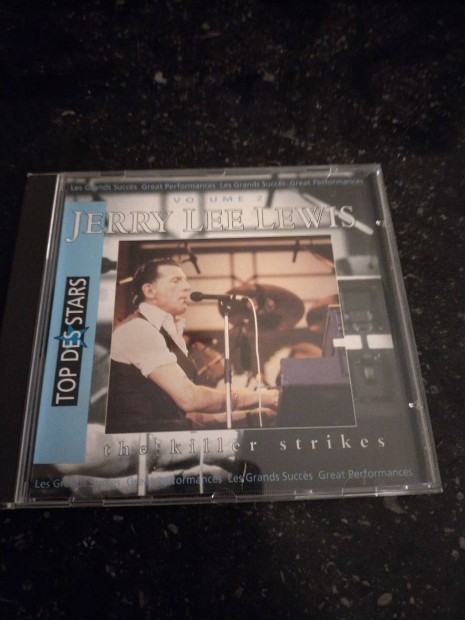 Les Grands Succès Great Performances Les Grands Succès Great Performances
VOLUME 2
JERRY LEE LEWIS
TOP DES STARS
the killer strikes
Les Grands Succès Great Performances Les Grands Succès Great Performances